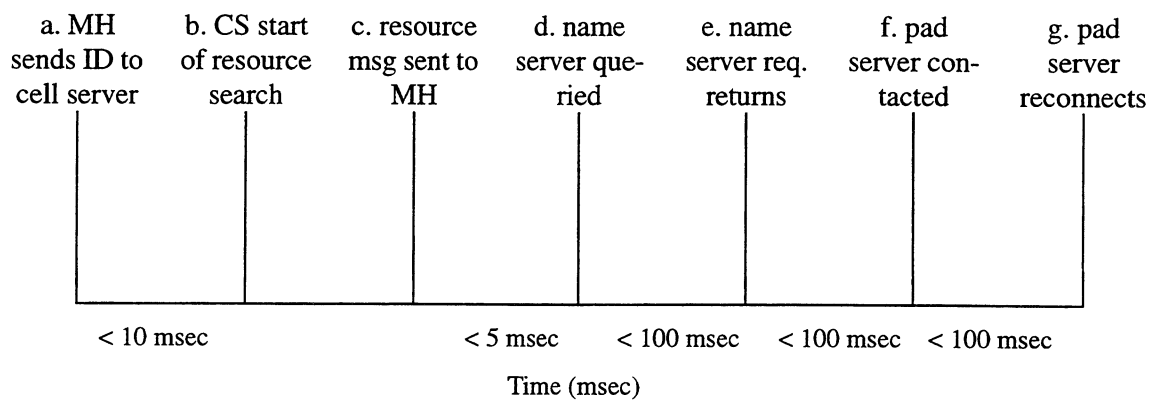 a. MH
sends ID to
cell server
b. CS start
of resource
search
c. resource
msg sent to
MH
d. name
server que-
ried
e. name
server req.
returns
f. pad
server con-
tacted
g. pad
server
reconnects
< 10 msec
< 5 msec
< 100 msec
< 100 msec
< 100 msec
Time (msec)